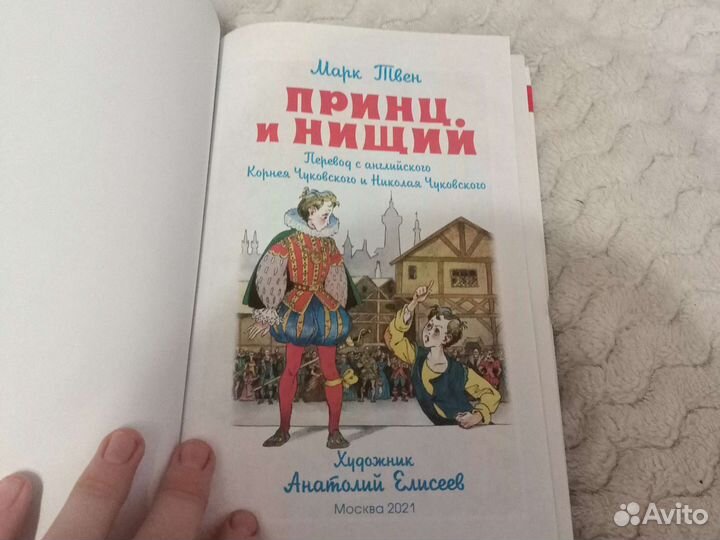 Марк Твен
ПРИНЦ
и НИЩИЙ
Перевод с английского
Корнея Чуковского и Николая Чуковского
Художник
Анатолий Елисеев
Москва 2021
Avito